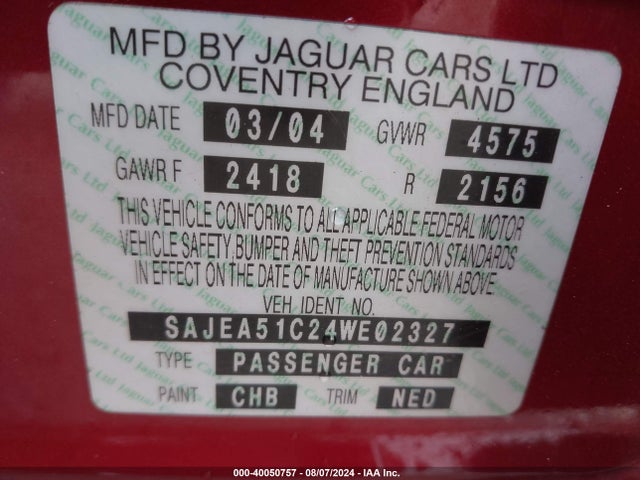 MFD BY JAGUAR CARS LTD
COVENTRY ENGLAND
MFD DATE 03/04 GVWR 4575
GAWR F 2418 R 2156
THIS VEHICLE CONFORMS TO ALL APPLICABLE FEDERAL MOTOR
VEHICLE SAFETY, BUMPER AND THEFT PREVENTION STANDARDS
IN EFFECT ON THE DATE OF MANUFACTURE SHOWN ABOVE.
VEH IDENT NO.
SAJEA51C24WE02327
TYPE PASSENGER CAR
PAINT CHB TRIM NED
000-40050757 - 08/07/2024 - IAA Inc.